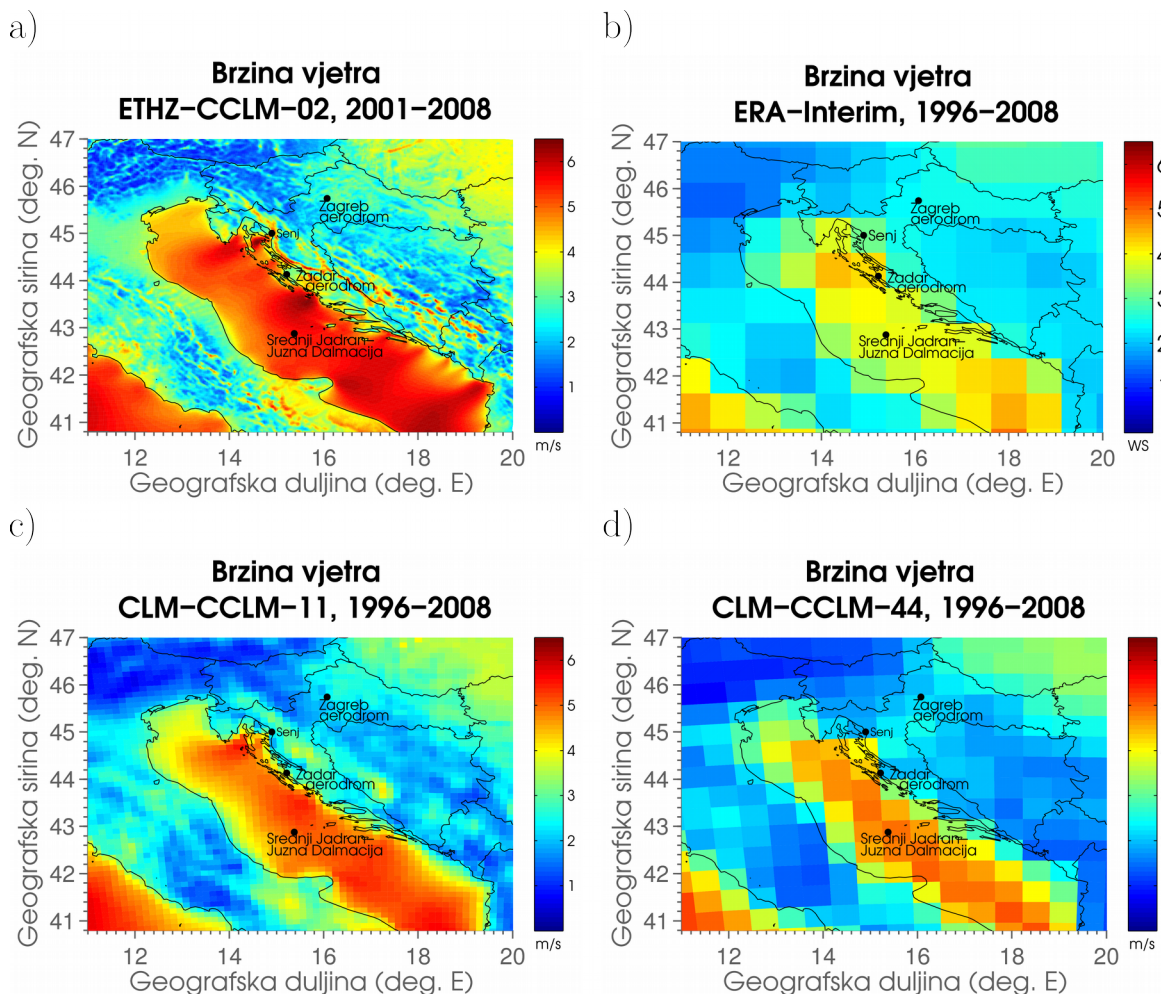 a)
Brzina vjetra
ETHZ−CCLM−02, 2001−2008
Geografska sirina (deg. N)
47
46
45
44
43
42
41
Zagreb
aerodrom
Senj
Zadar
aerodrom
Srednji Jadran−
Juzna Dalmacija
6
5
4
3
2
1
m/s
12
14
16
18
20
Geografska duljina (deg. E)
b)
Brzina vjetra
ERA−Interim, 1996−2008
Geografska sirina (deg. N)
47
46
45
44
43
42
41
Zagreb
aerodrom
Senj
Zadar
aerodrom
Srednji Jadran−
Juzna Dalmacija
WS
12
14
16
18
20
Geografska duljina (deg. E)
c)
Brzina vjetra
CLM−CCLM−11, 1996−2008
Geografska sirina (deg. N)
47
46
45
44
43
42
41
Zagreb
aerodrom
Senj
Zadar
aerodrom
Srednji Jadran−
Juzna Dalmacija
6
5
4
3
2
1
m/s
12
14
16
18
20
Geografska duljina (deg. E)
d)
Brzina vjetra
CLM−CCLM−44, 1996−2008
Geografska sirina (deg. N)
47
46
45
44
43
42
41
Zagreb
aerodrom
Senj
Zadar
aerodrom
Srednji Jadran−
Juzna Dalmacija
6
5
4
3
2
1
m/s
12
14
16
18
20
Geografska duljina (deg. E)